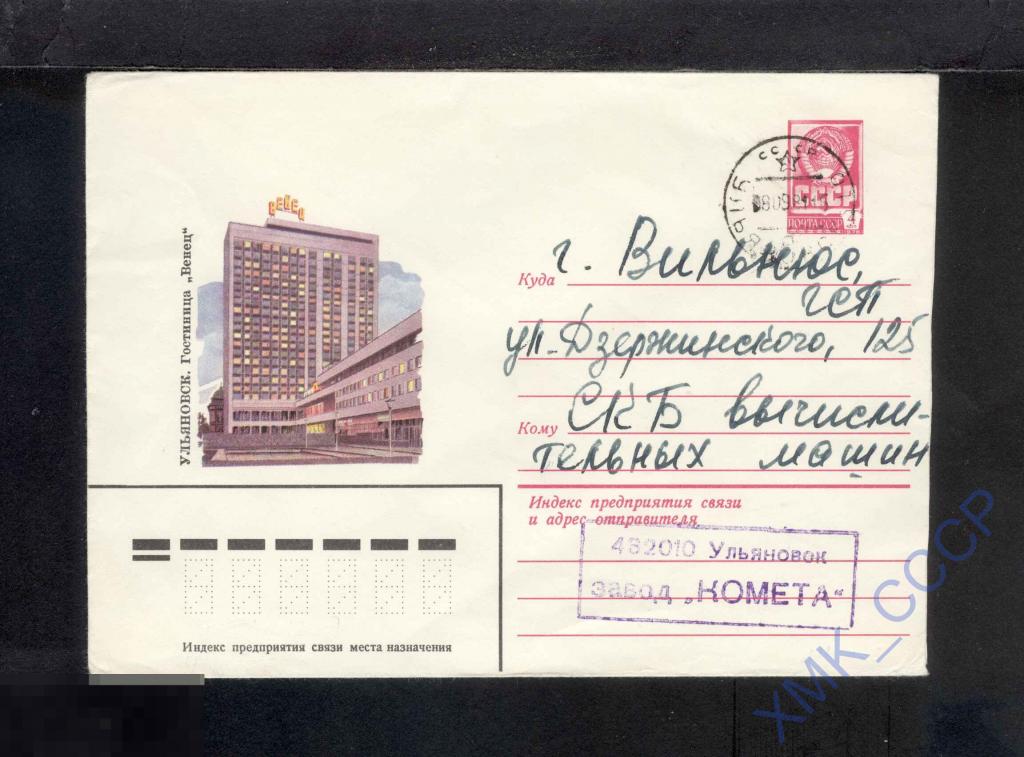 ВЕНЕЦ
УЛЬЯНОВСК. Гостиница „Венец“
СССР
ПОЧТА СССР
Куда г. Вильнюс,
ГСП
ул. Дзержинского, 125
Кому СКБ вычисли-
тельных машин
Индекс предприятия связи
и адрес отправителя
432010 Ульяновск
завод „КОМЕТА“
Индекс предприятия связи места назначения
ХМК_СССР